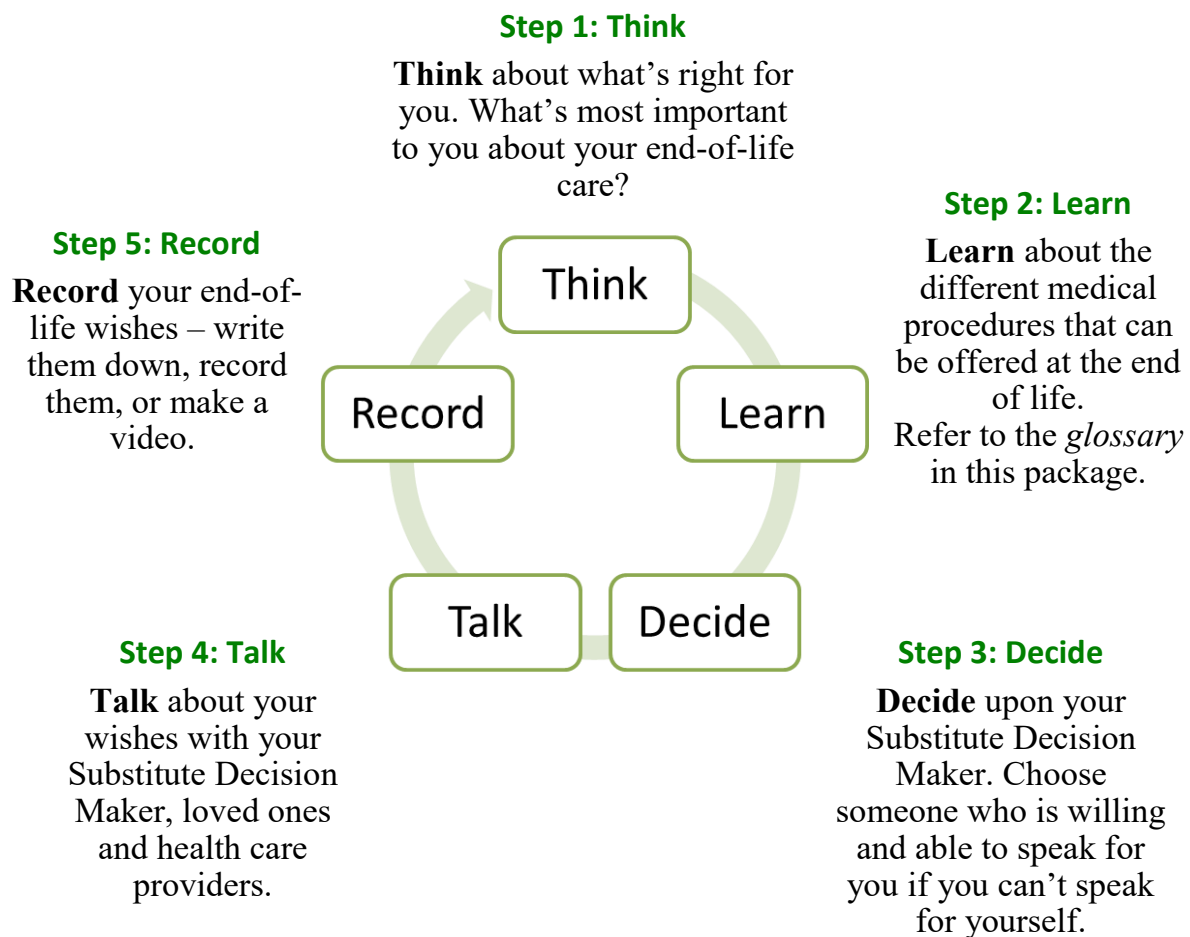 Step 1: Think
Think about what’s right for
you. What’s most important
to you about your end-of-life
care?
Step 2: Learn
Learn about the
different medical
procedures that can
be offered at the end
of life.
Refer to the glossary
in this package.
Step 3: Decide
Decide upon your
Substitute Decision
Maker. Choose
someone who is willing
and able to speak for
you if you can’t speak
for yourself.
Step 4: Talk
Talk about your
wishes with your
Substitute Decision
Maker, loved ones
and health care
providers.
Step 5: Record
Record your end-of-
life wishes – write
them down, record
them, or make a
video.
Think
Learn
Decide
Talk
Record